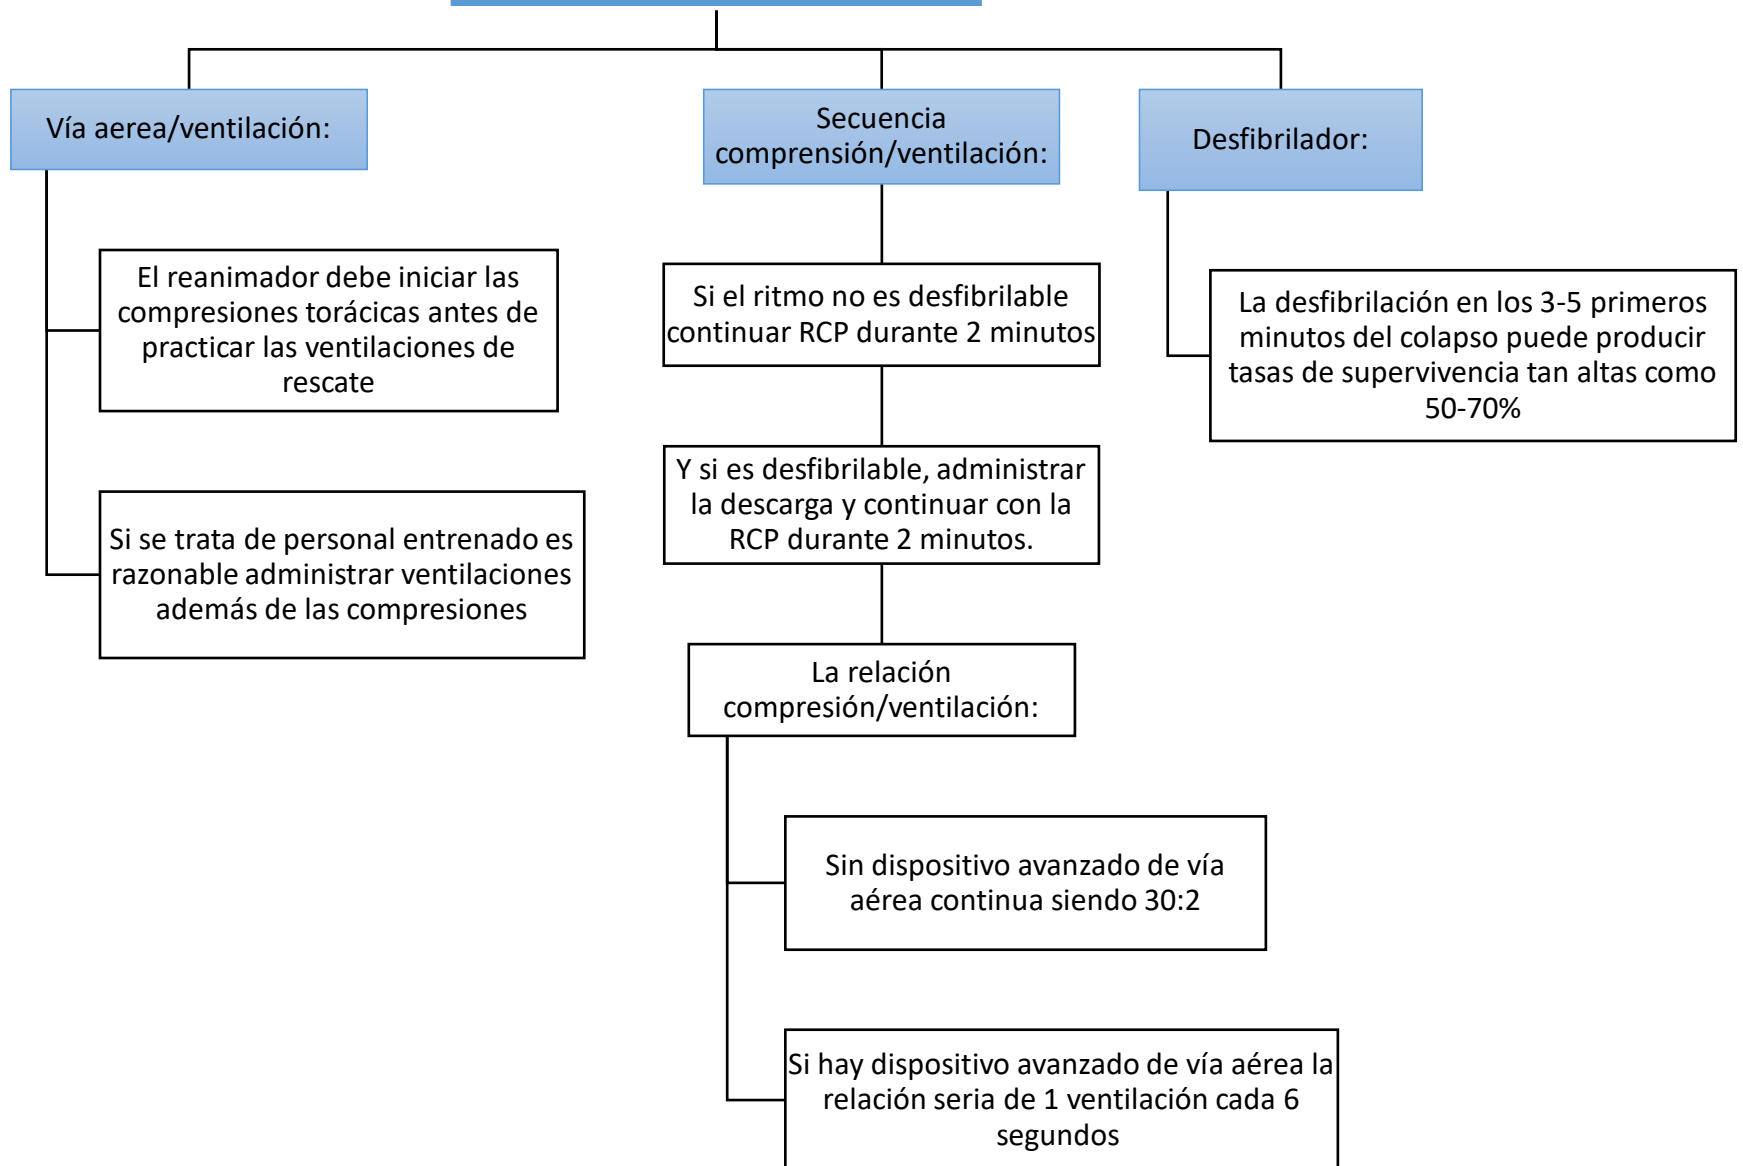 Vía aerea/ventilación:
El reanimador debe iniciar las
compresiones torácicas antes de
practicar las ventilaciones de
rescate
Si se trata de personal entrenado es
razonable administrar ventilaciones
además de las compresiones
Secuencia
comprensión/ventilación:
Si el ritmo no es desfibrilable
continuar RCP durante 2 minutos
Y si es desfibrilable, administrar
la descarga y continuar con la
RCP durante 2 minutos.
La relación
compresión/ventilación:
Sin dispositivo avanzado de vía
aérea continua siendo 30:2
Si hay dispositivo avanzado de vía aérea la
relación seria de 1 ventilación cada 6
segundos
Desfibrilador:
La desfibrilación en los 3-5 primeros
minutos del colapso puede producir
tasas de supervivencia tan altas como
50-70%